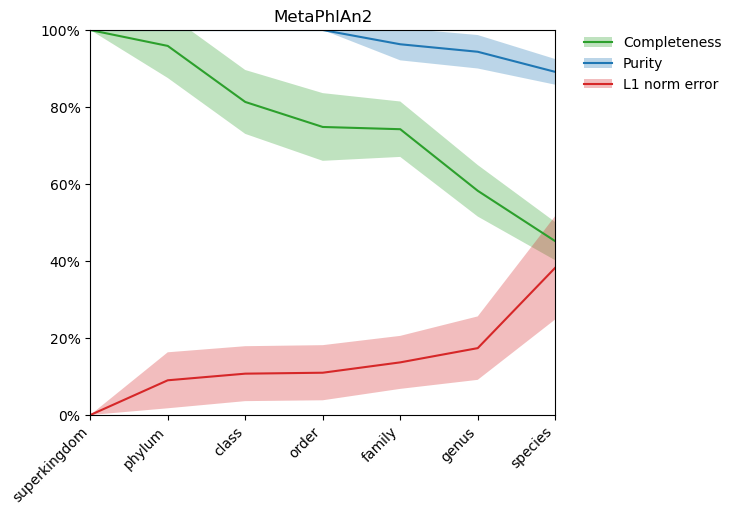 MetaPhlAn2
100%
80%
60%
40%
20%
0%
superkingdom
phylum
class
order
family
genus
species
Completeness
Purity
L1 norm error